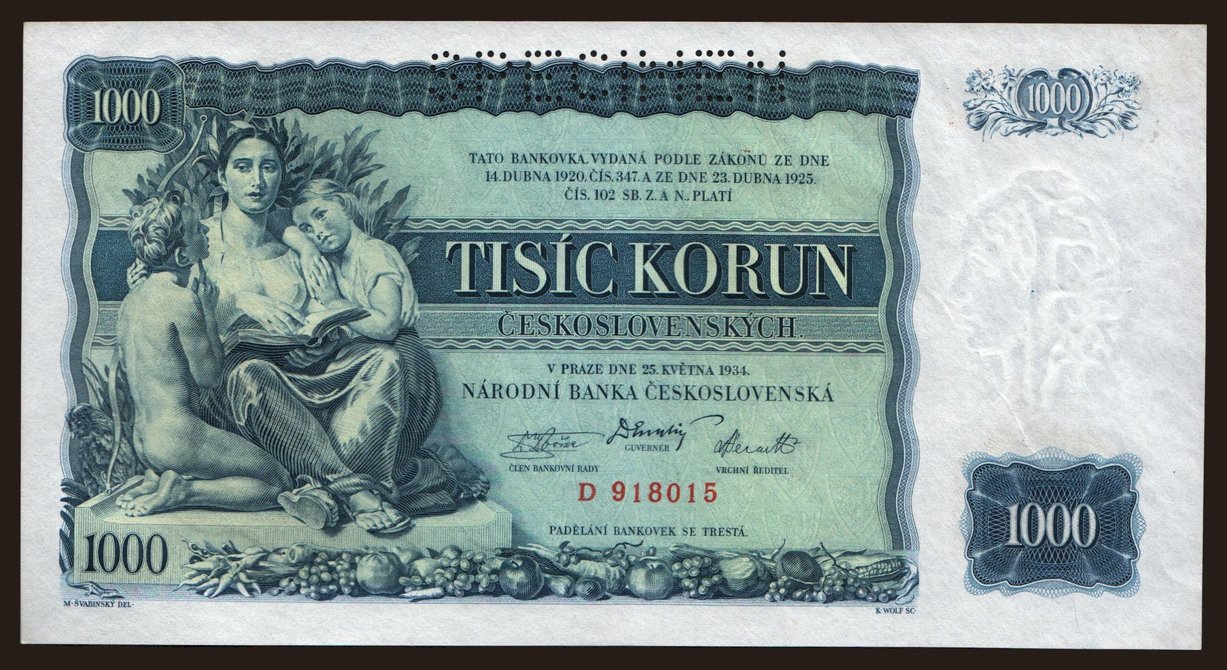 1000
1000
TATO BANKOVKA, VYDANÁ PODLE ZÁKONŮ ZE DNE
14. DUBNA 1920, ČÍS. 347. A ZE DNE 23. DUBNA 1925,
ČÍS. 102 SB. Z. A N., PLATÍ
TISÍC KORUN
ČESKOSLOVENSKÝCH.
V PRAZE DNE 25. KVĚTNA 1934.
NÁRODNÍ BANKA ČESKOSLOVENSKÁ
ČLEN BANKOVNÍ RADY
GUVERNÉR
VRCHNÍ ŘEDITEL
D 918015
PADĚLÁNÍ BANKOVEK SE TRESTÁ.
1000
1000
M. ŠVABINSKÝ DEL.
K. WOLF SC.